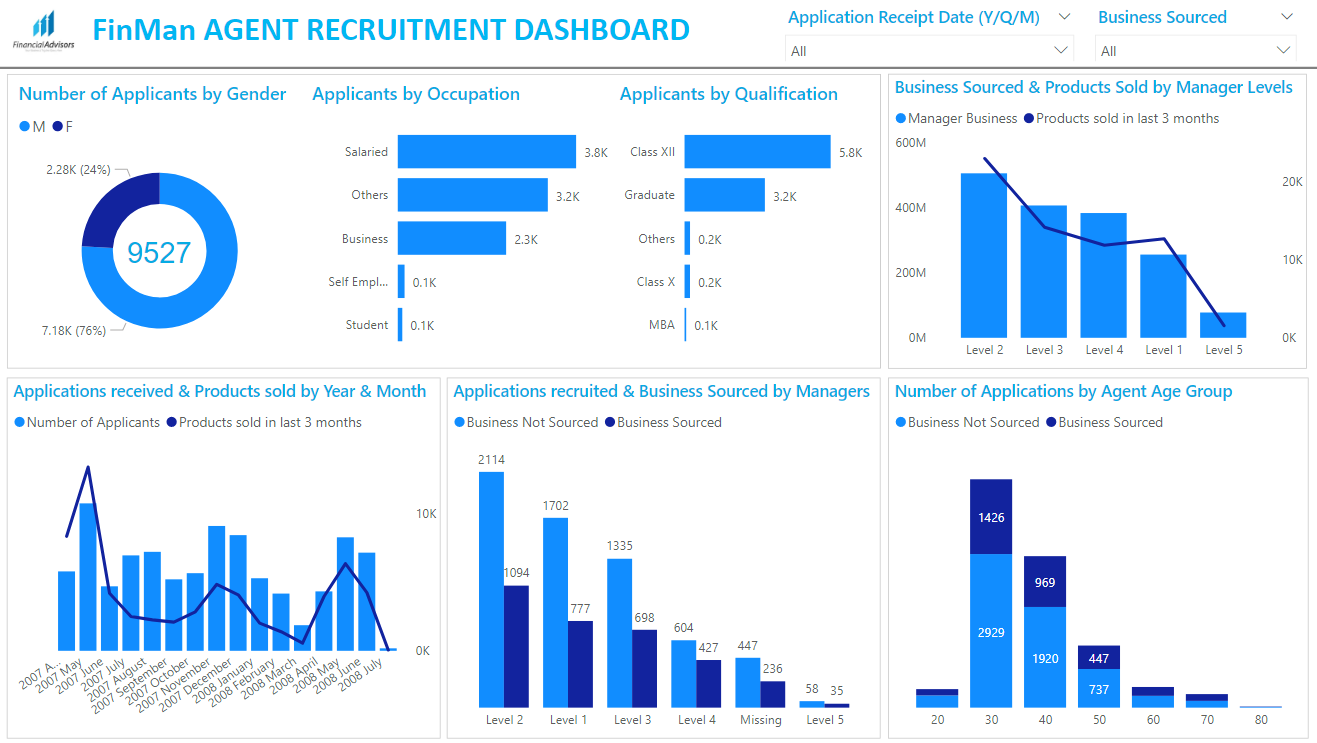 FinancialAdvisors
FinMan AGENT RECRUITMENT DASHBOARD
Application Receipt Date (Y/Q/M)
All
Business Sourced
All
Number of Applicants by Gender
M F
2.28K (24%)
9527
7.18K (76%)
Applicants by Occupation
Salaried 3.8K
Others 3.2K
Business 2.3K
Self Empl... 0.1K
Student 0.1K
Applicants by Qualification
Class XII 5.8K
Graduate 3.2K
Others 0.2K
Class X 0.2K
MBA 0.1K
Business Sourced & Products Sold by Manager Levels
Manager Business Products sold in last 3 months
600M
20K
400M
10K
200M
0M 0K
Level 2 Level 3 Level 4 Level 1 Level 5
Applications received & Products sold by Year & Month
Number of Applicants Products sold in last 3 months
10K
0K
2007 A...
2007 May
2007 June
2007 July
2007 August
2007 September
2007 October
2007 November
2007 December
2008 January
2008 February
2008 March
2008 April
2008 May
2008 June
2008 July
Applications recruited & Business Sourced by Managers
Business Not Sourced Business Sourced
2114
1702
1335
1094
777
698
604
427
447
236
58 35
Level 2 Level 1 Level 3 Level 4 Missing Level 5
Number of Applications by Agent Age Group
Business Not Sourced Business Sourced
1426
969
2929
1920
447
737
20 30 40 50 60 70 80